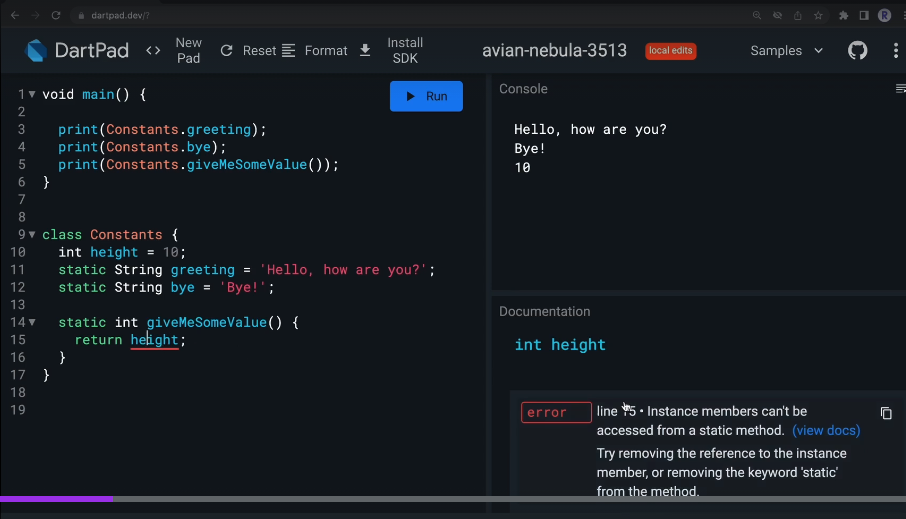 dartpad.dev/?
R
DartPad <> New Pad Reset Format Install SDK avian-nebula-3513 local edits Samples
Run
1 void main() {
2
3 print(Constants.greeting);
4 print(Constants.bye);
5 print(Constants.giveMeSomeValue());
6 }
7
8
9 class Constants {
10 int height = 10;
11 static String greeting = 'Hello, how are you?';
12 static String bye = 'Bye!';
13
14 static int giveMeSomeValue() {
15 return height;
16 }
17 }
18
19
Console
Hello, how are you?
Bye!
10
Documentation
int height
error line 15 • Instance members can't be
accessed from a static method. (view docs)
Try removing the reference to the instance
member, or removing the keyword 'static'
from the method.